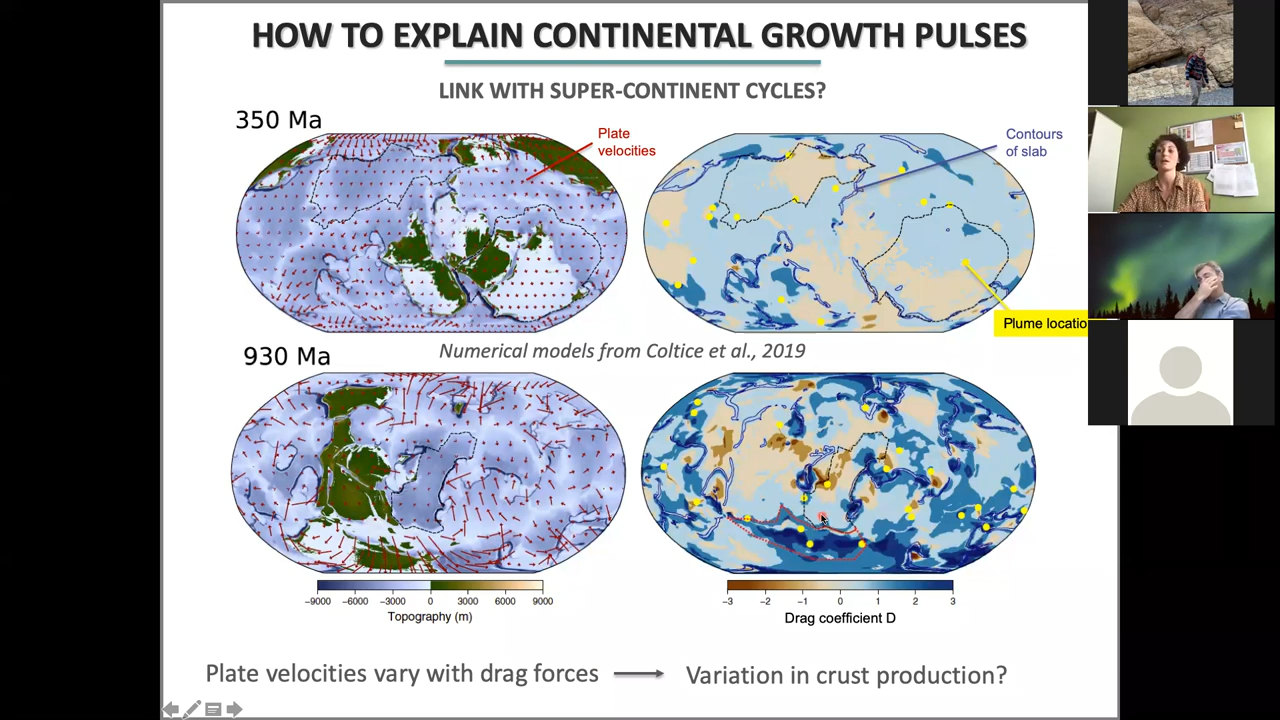 HOW TO EXPLAIN CONTINENTAL GROWTH PULSES
LINK WITH SUPER-CONTINENT CYCLES?
350 Ma
Plate
velocities
Contours
of slab
Plume locatio
930 Ma
Numerical models from Coltice et al., 2019
−9000 −6000 −3000 0 3000 6000 9000
Topography (m)
−3 −2 −1 0 1 2 3
Drag coefficient D
Plate velocities vary with drag forces
Variation in crust production?